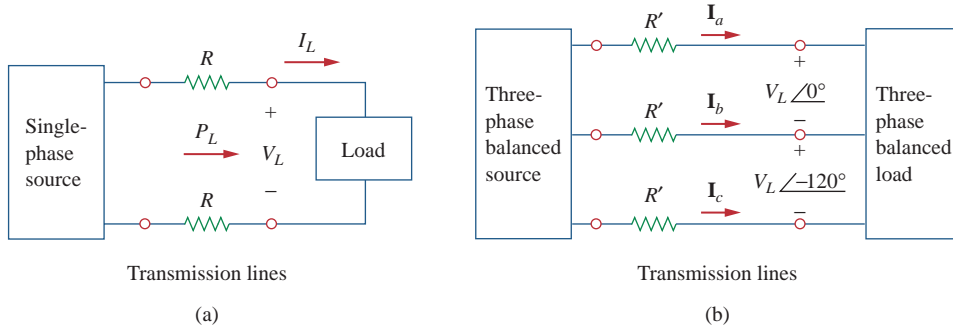 Single-
phase
source
R
I_L
P_L
+
V_L
−
Load
R
Transmission lines
(a)
Three-
phase
balanced
source
R′
I_a
+
V_L ∠0°
−
R′
I_b
+
V_L ∠−120°
−
R′
I_c
Three-
phase
balanced
load
Transmission lines
(b)